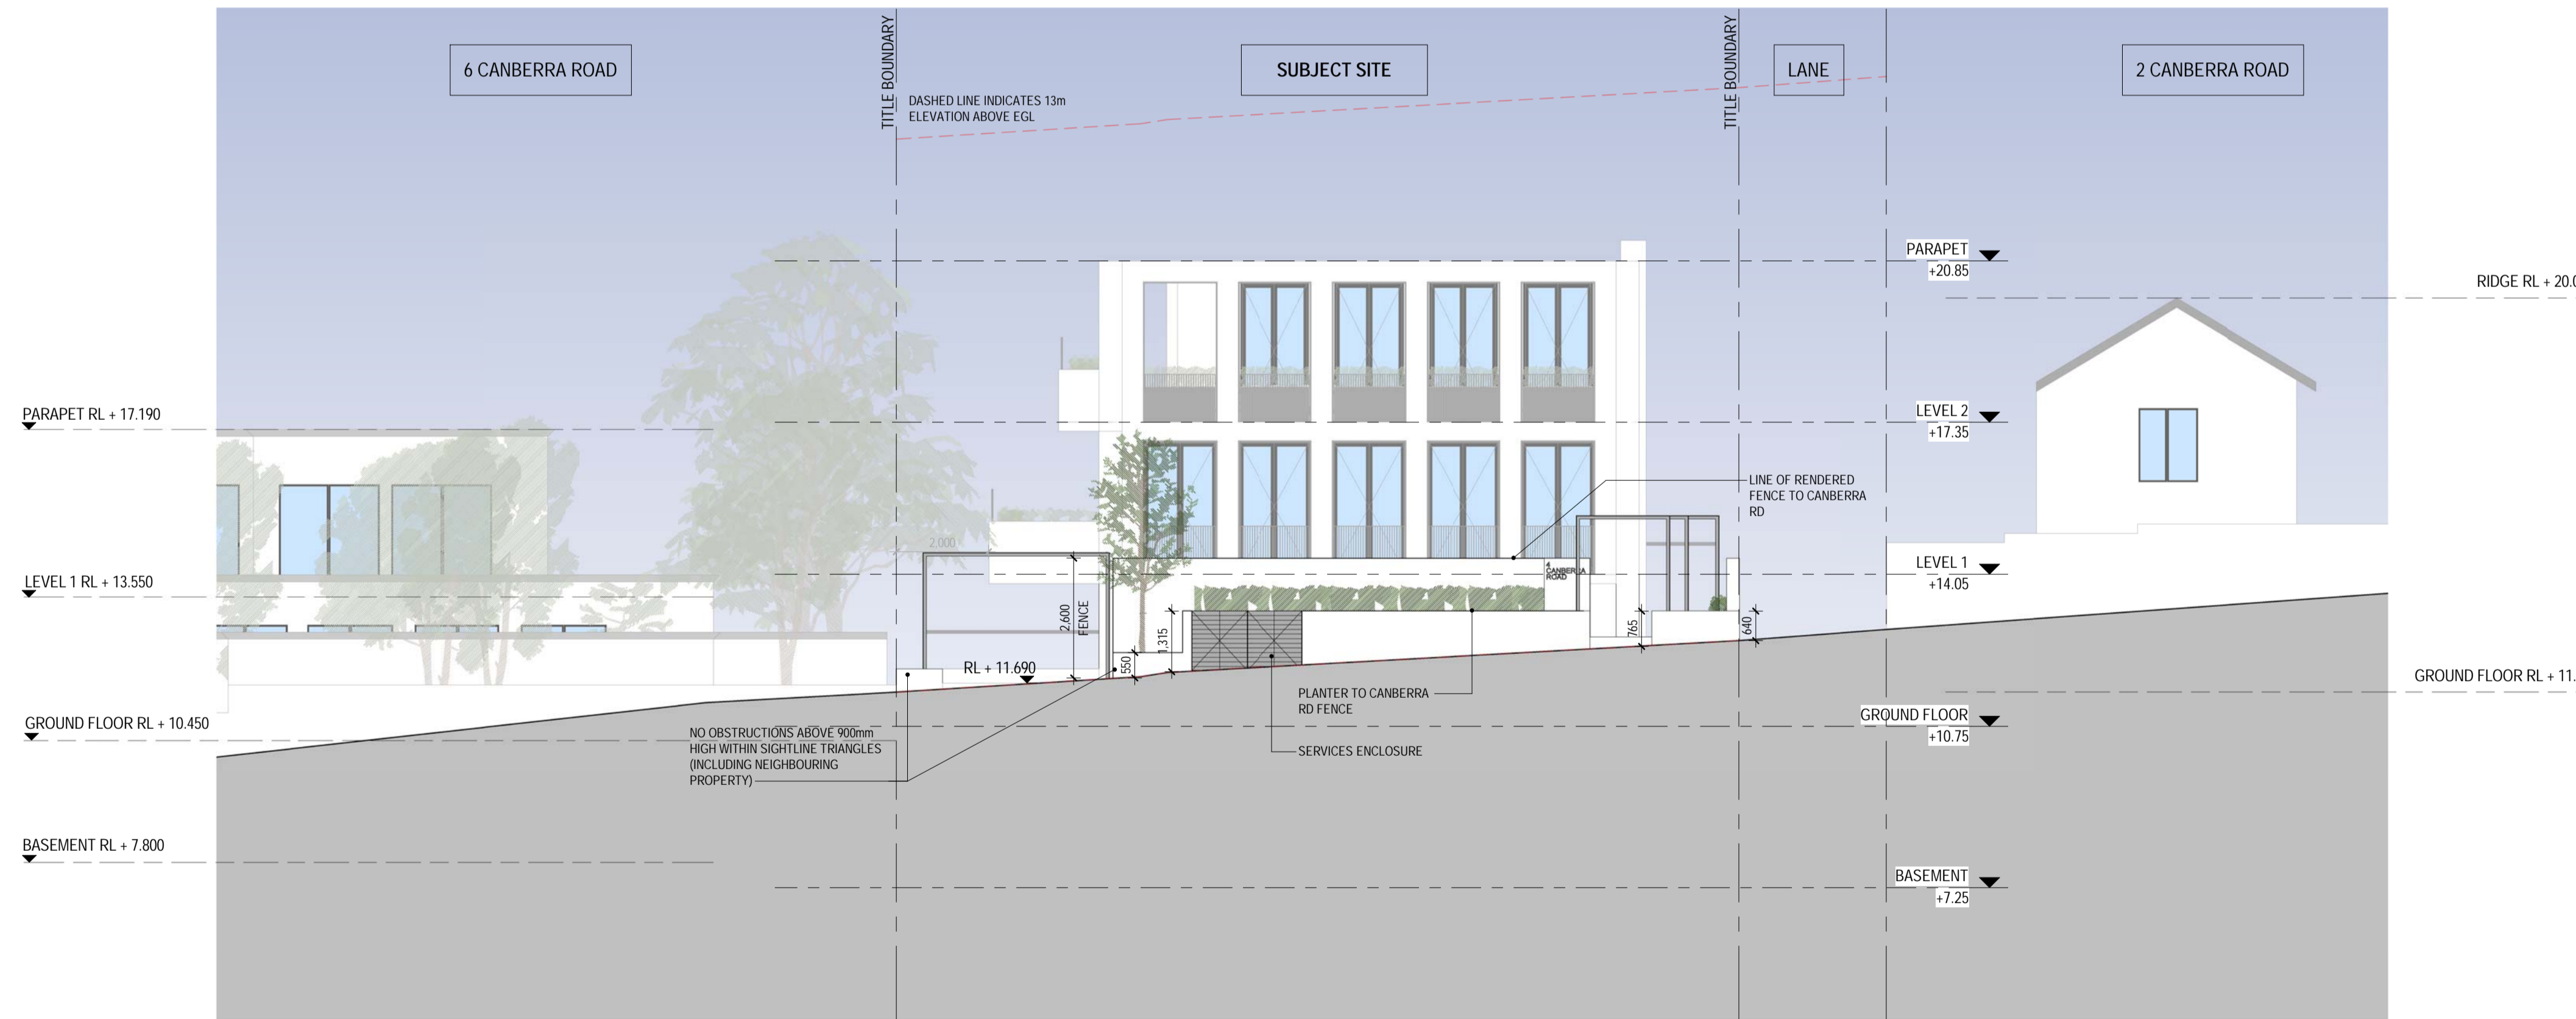 6 CANBERRA ROAD
TITLE BOUNDARY
DASHED LINE INDICATES 13m
ELEVATION ABOVE EGL
SUBJECT SITE
TITLE BOUNDARY
LANE
2 CANBERRA ROAD
PARAPET
+20.85
RIDGE RL + 20.0
PARAPET RL + 17.190
LEVEL 2
+17.35
LINE OF RENDERED
FENCE TO CANBERRA
RD
2,000
LEVEL 1 RL + 13.550
4
CANBERRA
ROAD
LEVEL 1
+14.05
2,600
FENCE
1,315
765
640
550
RL + 11.690
GROUND FLOOR RL + 11.
PLANTER TO CANBERRA
RD FENCE
GROUND FLOOR RL + 10.450
GROUND FLOOR
+10.75
NO OBSTRUCTIONS ABOVE 900mm
HIGH WITHIN SIGHTLINE TRIANGLES
(INCLUDING NEIGHBOURING
PROPERTY)
SERVICES ENCLOSURE
BASEMENT RL + 7.800
BASEMENT
+7.25